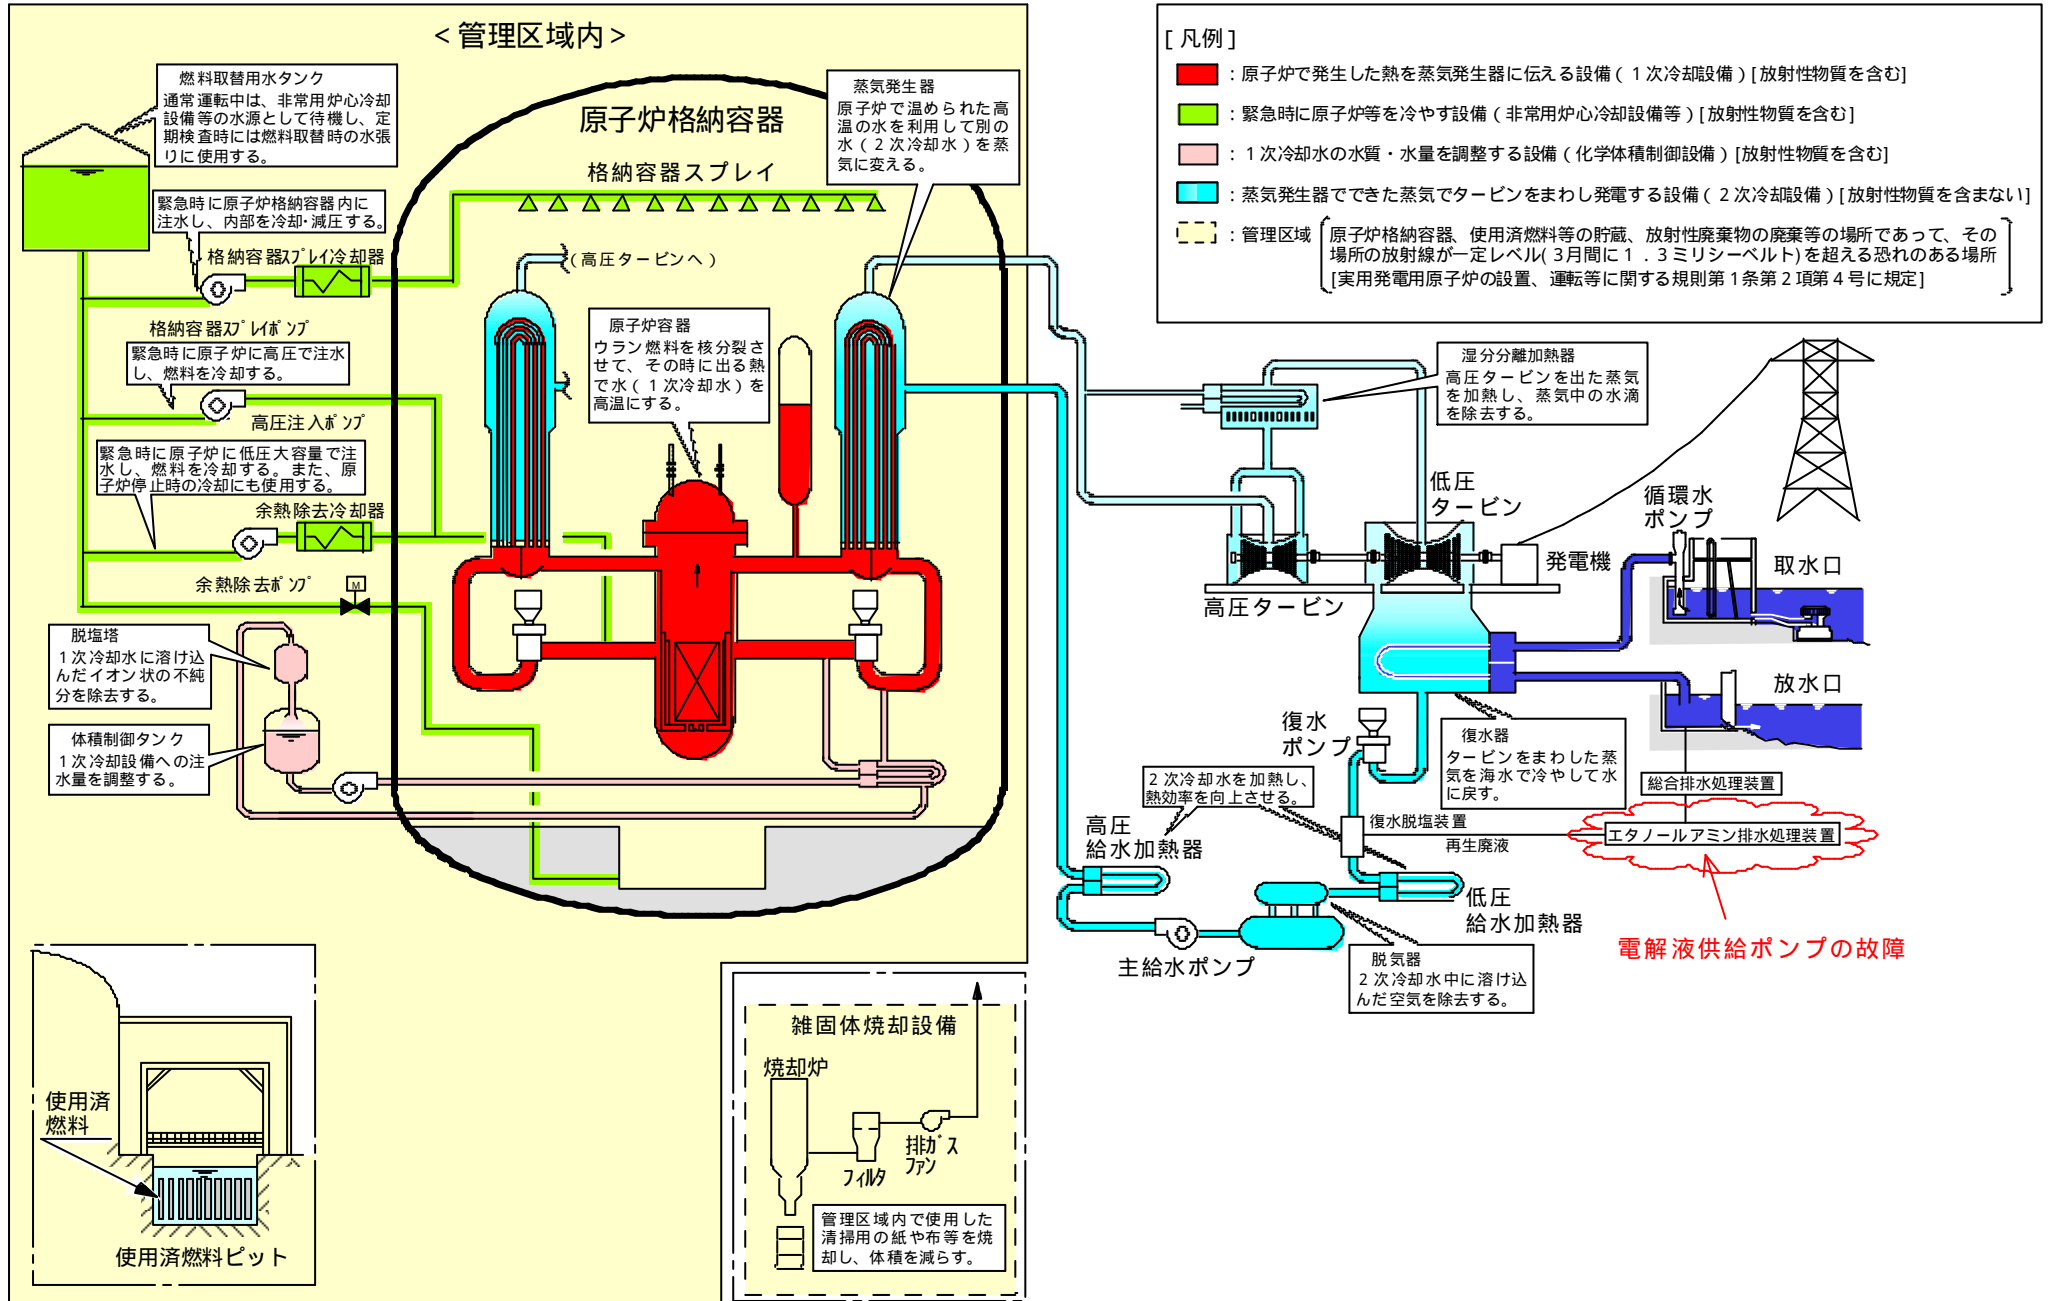 ＜管理区域内＞
燃料取替用水タンク
通常運転中は、非常用炉心冷却
設備等の水源として待機し、定
期検査時には燃料取替時の水張
りに使用する。
緊急時に原子炉格納容器内に
注水し、内部を冷却・減圧する。
格納容器スプレイ冷却器
格納容器スプレイポンプ
緊急時に原子炉に高圧で注水
し、燃料を冷却する。
高圧注入ポンプ
緊急時に原子炉に低圧大容量で注
水し、燃料を冷却する。また、原
子炉停止時の冷却にも使用する。
余熱除去冷却器
余熱除去ポンプ
M
脱塩塔
１次冷却水に溶け込
んだイオン状の不純
分を除去する。
体積制御タンク
１次冷却設備への注
水量を調整する。
原子炉格納容器
格納容器スプレイ
(高圧タービンへ)
蒸気発生器
原子炉で温められた高
温の水を利用して別の
水（２次冷却水）を蒸
気に変える。
原子炉容器
ウラン燃料を核分裂さ
せて、その時に出る熱
で水（１次冷却水）を
高温にする。
[凡例]
：原子炉で発生した熱を蒸気発生器に伝える設備（１次冷却設備）[放射性物質を含む]
：緊急時に原子炉等を冷やす設備（非常用炉心冷却設備等）[放射性物質を含む]
：１次冷却水の水質・水量を調整する設備（化学体積制御設備）[放射性物質を含む]
：蒸気発生器でできた蒸気でタービンをまわし発電する設備（２次冷却設備）[放射性物質を含まない]
：管理区域
原子炉格納容器、使用済燃料等の貯蔵、放射性廃棄物の廃棄等の場所であって、その
場所の放射線が一定レベル(３月間に１．３ミリシーベルト)を超える恐れのある場所
[実用発電用原子炉の設置、運転等に関する規則第１条第２項第４号に規定]
湿分分離加熱器
高圧タービンを出た蒸気
を加熱し、蒸気中の水滴
を除去する。
低圧
タービン
高圧タービン
発電機
循環水
ポンプ
取水口
放水口
復水
ポンプ
復水器
タービンをまわした蒸
気を海水で冷やして水
に戻す。
２次冷却水を加熱し、
熱効率を向上させる。
高圧
給水加熱器
復水脱塩装置
再生廃液
総合排水処理装置
エタノールアミン排水処理装置
電解液供給ポンプの故障
低圧
給水加熱器
主給水ポンプ
脱気器
２次冷却水中に溶け込
んだ空気を除去する。
使用済
燃料
使用済燃料ピット
雑固体焼却設備
焼却炉
フィルタ
排ガス
ファン
管理区域内で使用した
清掃用の紙や布等を焼
却し、体積を減らす。